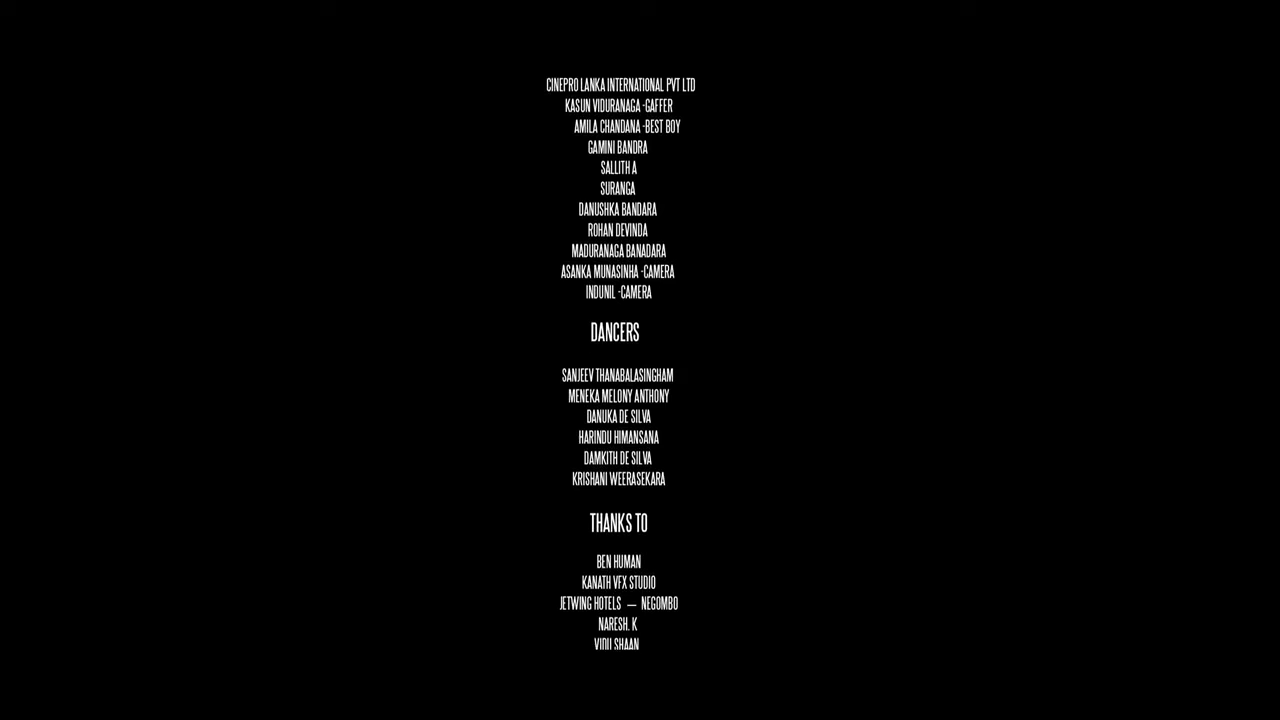 CINEPRO LANKA INTERNATIONAL PVT LTD
KASUN VIDURANAGA -GAFFER
AMILA CHANDANA -BEST BOY
GAMINI BANDRA
SALLITH A
SURANGA
DANUSHKA BANDARA
ROHAN DEVINDA
MADURANAGA BANADARA
ASANKA MUNASINHA -CAMERA
INDUNIL -CAMERA
DANCERS
SANJEEV THANABALASINGHAM
MENEKA MELONY ANTHONY
DANUKA DE SILVA
HARINDU HIMANSANA
DAMKITH DE SILVA
KRISHANI WEERASEKARA
THANKS TO
BEN HUMAN
KANATH VFX STUDIO
JETWING HOTELS — NEGOMBO
NARESH. K
VIDU SHAAN